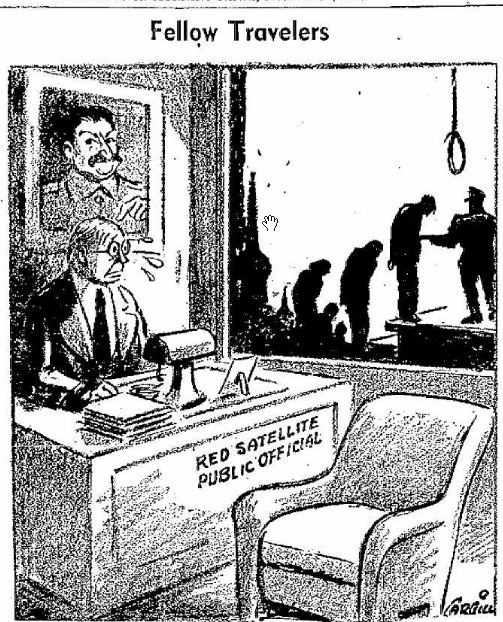 Fellow Travelers
RED SATELLITE
PUBLIC OFFICIAL